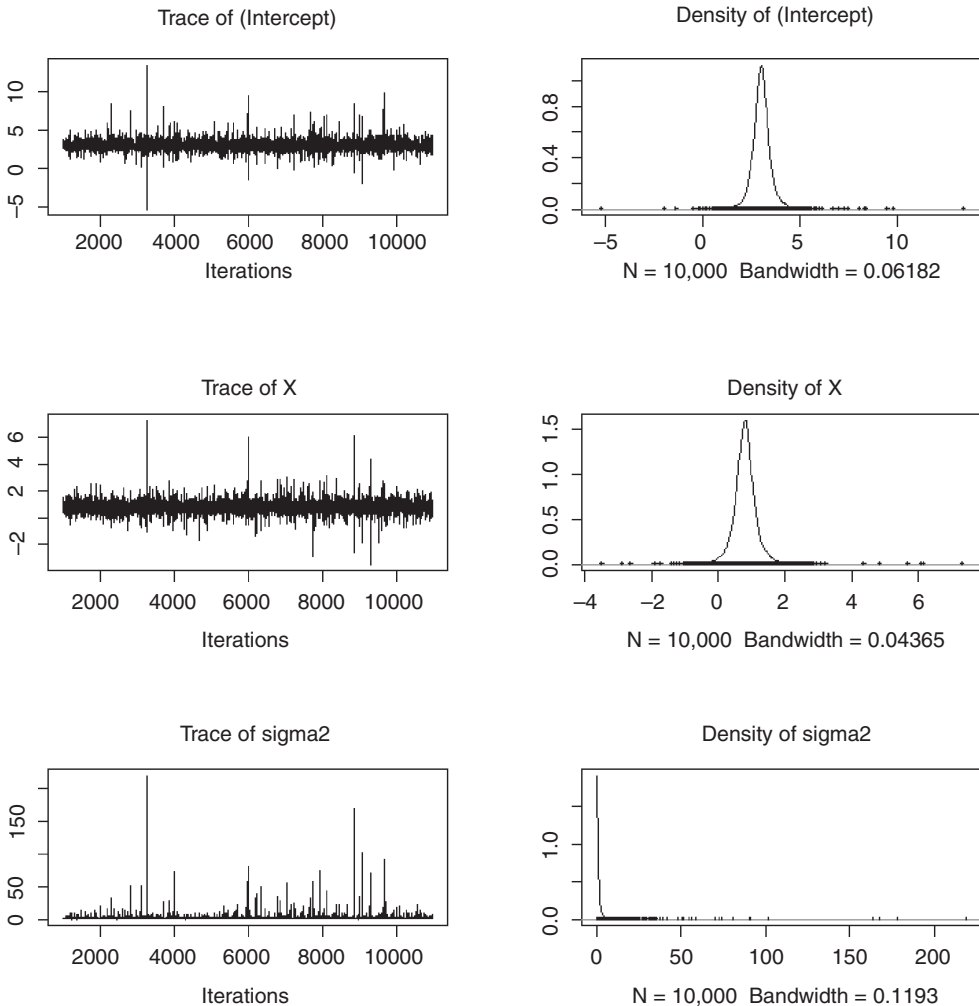 Trace of (Intercept)
10
5
0
−5
2000 4000 6000 8000 10000
Iterations
Density of (Intercept)
0.8
0.4
0.0
−5 0 5 10
N = 10,000 Bandwidth = 0.06182
Trace of X
6
4
2
−2
2000 4000 6000 8000 10000
Iterations
Density of X
1.5
1.0
0.5
0.0
−4 −2 0 2 4 6
N = 10,000 Bandwidth = 0.04365
Trace of sigma2
150
50
0
2000 4000 6000 8000 10000
Iterations
Density of sigma2
1.0
0.0
0 50 100 150 200
N = 10,000 Bandwidth = 0.1193